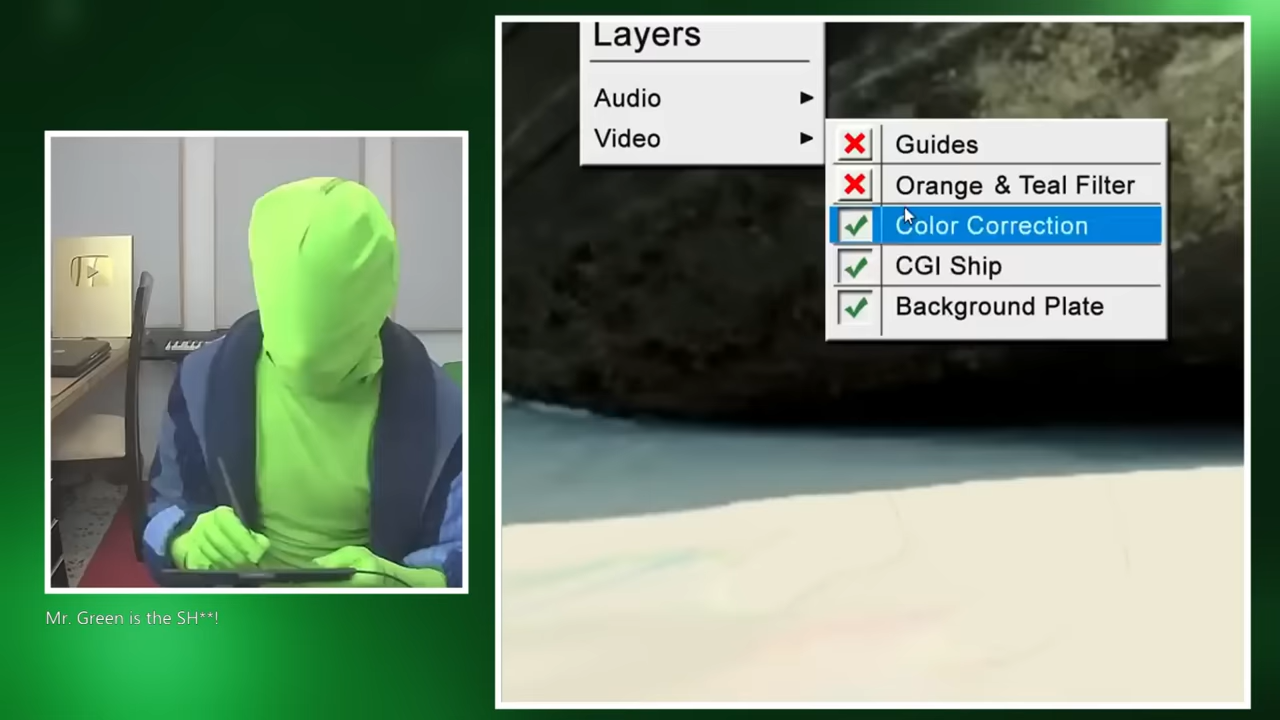 Layers
Audio
Video
Guides
Orange & Teal Filter
Color Correction
CGI Ship
Background Plate
Mr. Green is the SH**!